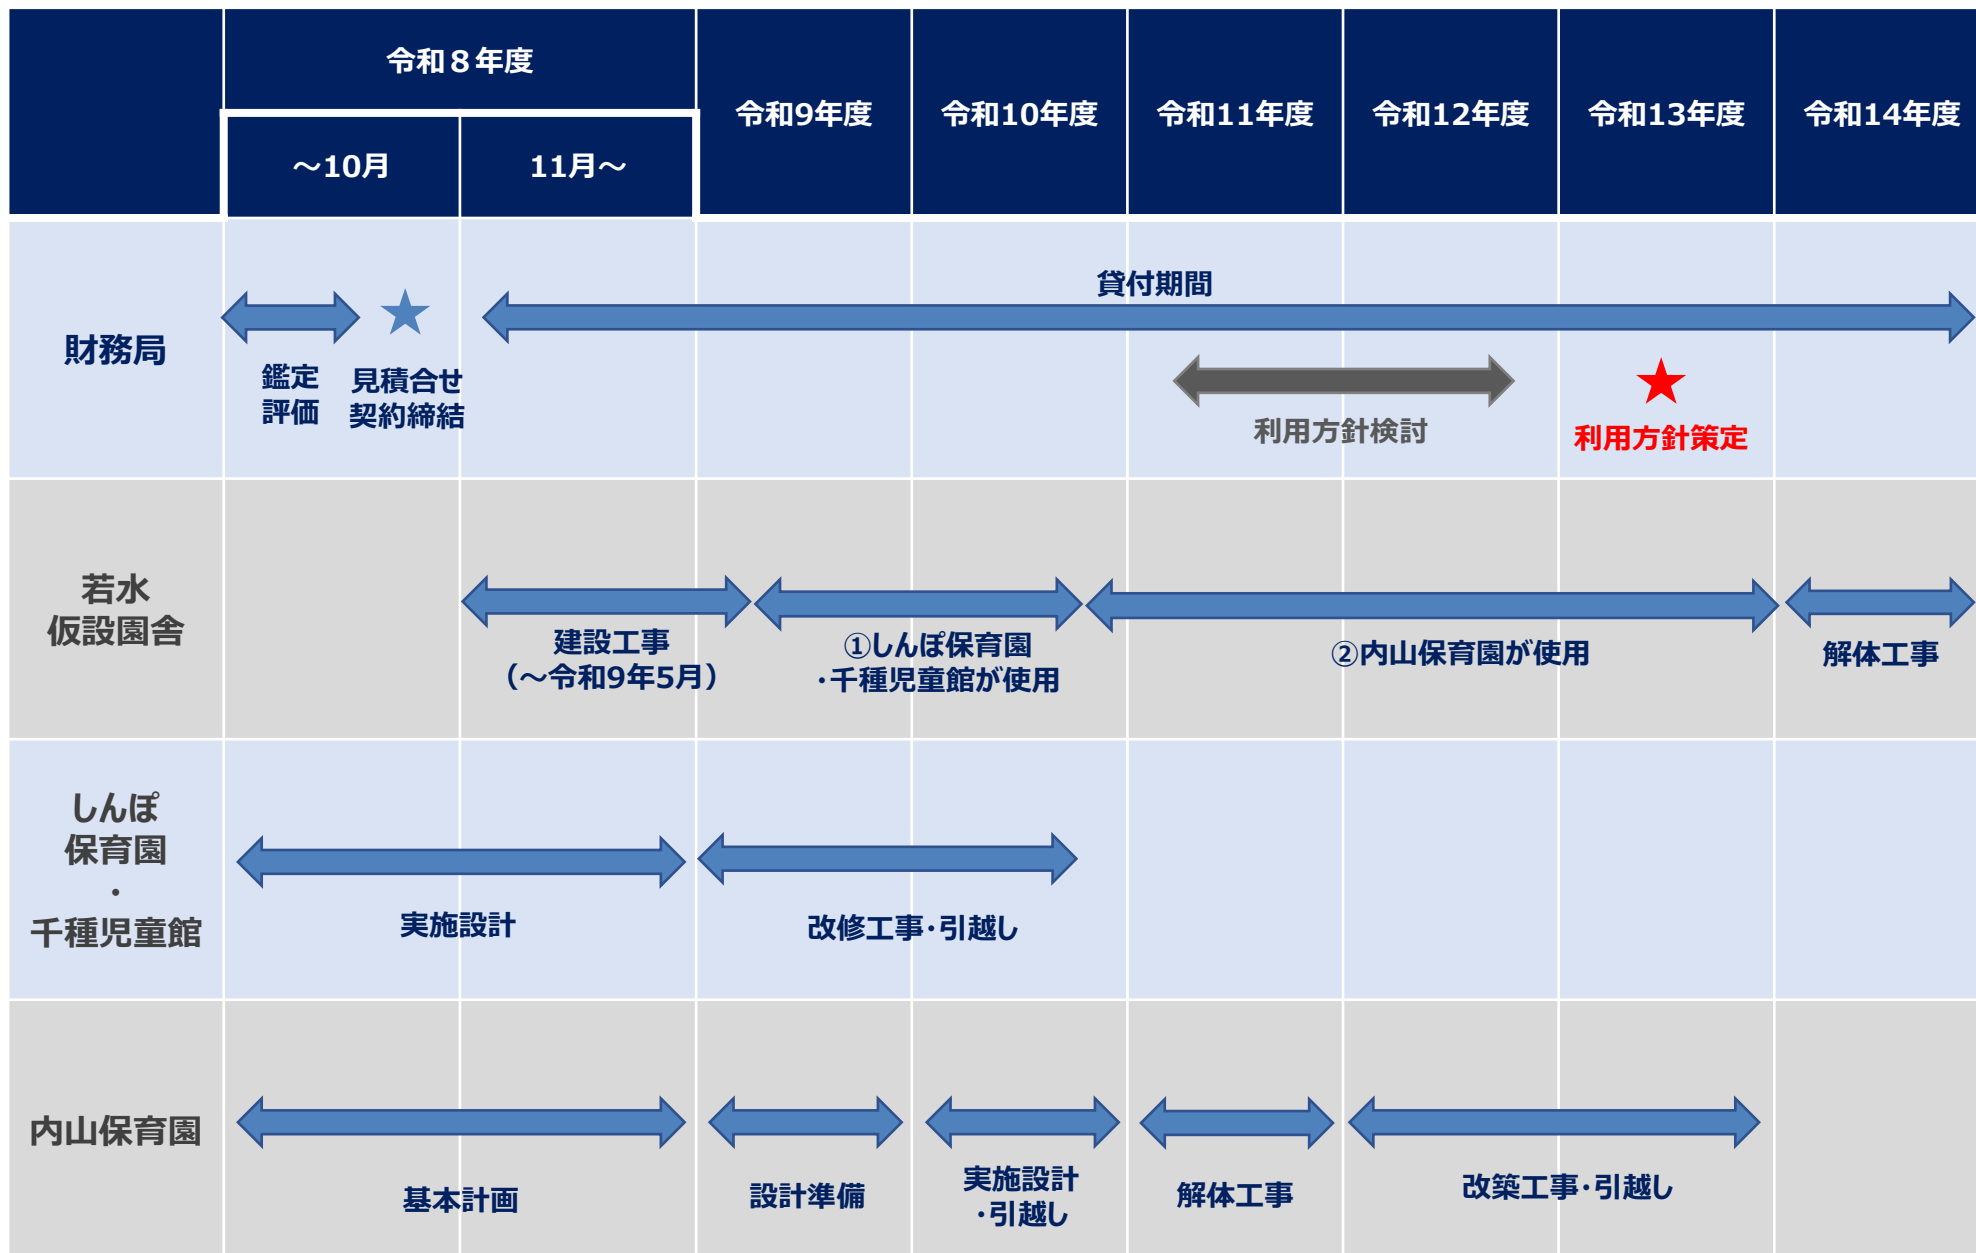 令和８年度
令和9年度
令和10年度
令和11年度
令和12年度
令和13年度
令和14年度
～10月
11月～
財務局
鑑定
評価
見積合せ
契約締結
貸付期間
利用方針検討
利用方針策定
若水
仮設園舎
建設工事
（～令和9年5月）
①しんぽ保育園
・千種児童館が使用
②内山保育園が使用
解体工事
しんぽ
保育園
・
千種児童館
実施設計
改修工事・引越し
内山保育園
基本計画
設計準備
実施設計
・引越し
解体工事
改築工事・引越し